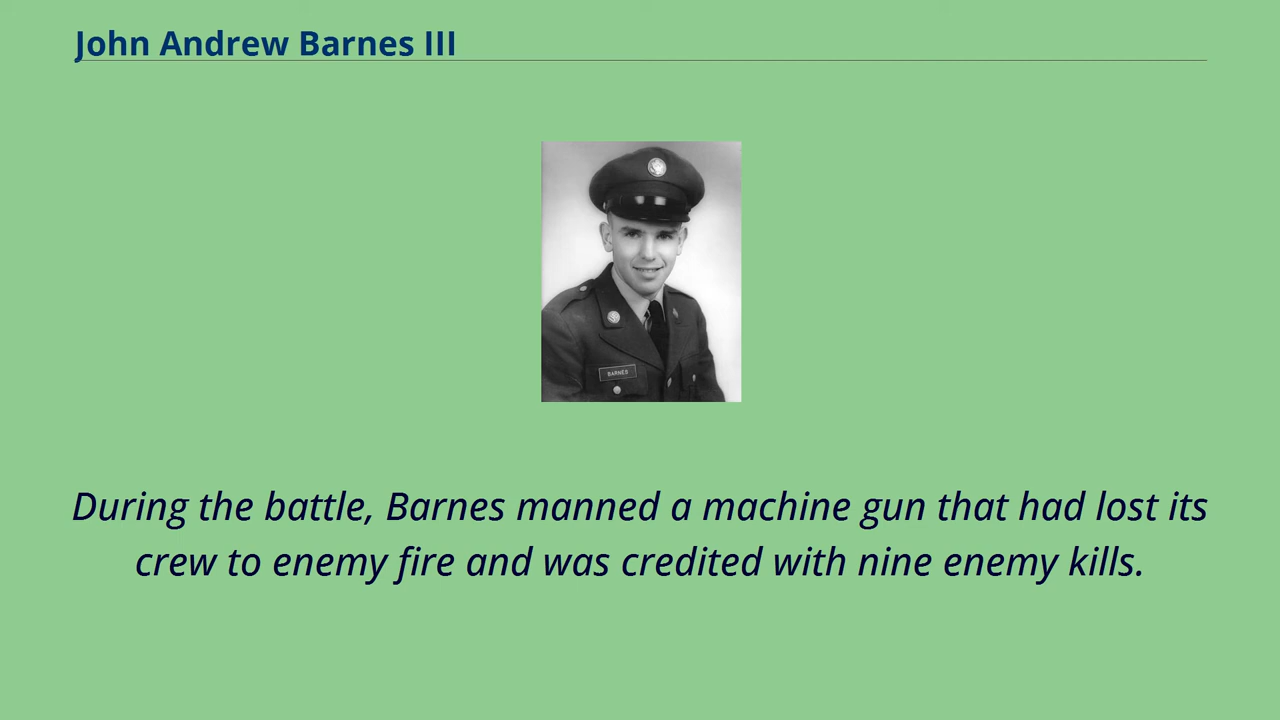 John Andrew Barnes III
BARNES
During the battle, Barnes manned a machine gun that had lost its
crew to enemy fire and was credited with nine enemy kills.